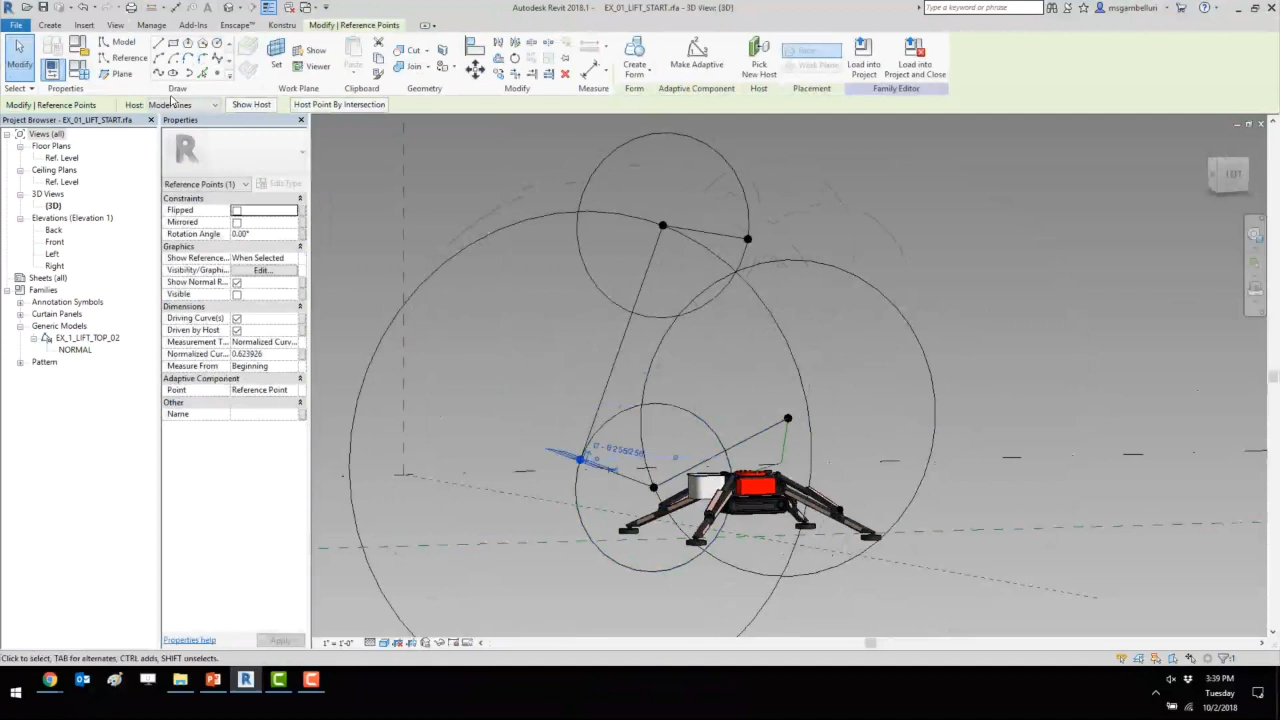 Autodesk Revit 2018.1 -    EX_01_LIFT_START.rfa - 3D View: {3D}
Type a keyword or phrase
msgambelluri
File
Create
Insert
View
Manage
Add-Ins
Enscape™
Konstru
Modify | Reference Points
Modify
Model
Reference
Plane
Set
Show
Viewer
Paste
Cut
Join
Create
Form
Make Adaptive
Pick
New Host
Face
Work Plane
Load into
Project
Load into
Project and Close
Select
Properties
Draw
Work Plane
Clipboard
Geometry
Modify
Measure
Form
Adaptive Component
Host
Placement
Family Editor
Modify | Reference Points
Host:
Show Host
Host Point By Intersection
Project Browser - EX_01_LIFT_START.rfa
Views (all)
Floor Plans
Ref. Level
Ceiling Plans
Ref. Level
3D Views
{3D}
Elevations (Elevation 1)
Back
Front
Left
Right
Sheets (all)
Families
Annotation Symbols
Curtain Panels
Generic Models
EX_1_LIFT_TOP_02
NORMAL
Pattern
Properties
Reference Points (1)
Edit Type
Constraints
Flipped
Mirrored
Rotation Angle 0.00°
Graphics
Show Reference... When Selected
Visibility/Graphi... Edit...
Show Normal R...
Visible
Dimensions
Driving Curve(s)
Driven by Host
Measurement T... Normalized Curv...
Normalized Cur... 0.623926
Measure From Beginning
Adaptive Component
Point Reference Point
Other
Name
Properties help
Apply
LEFT
1" = 1'-0"
Click to select, TAB for alternates, CTRL adds, SHIFT unselects.
:1
3:39 PM
Tuesday
10/2/2018